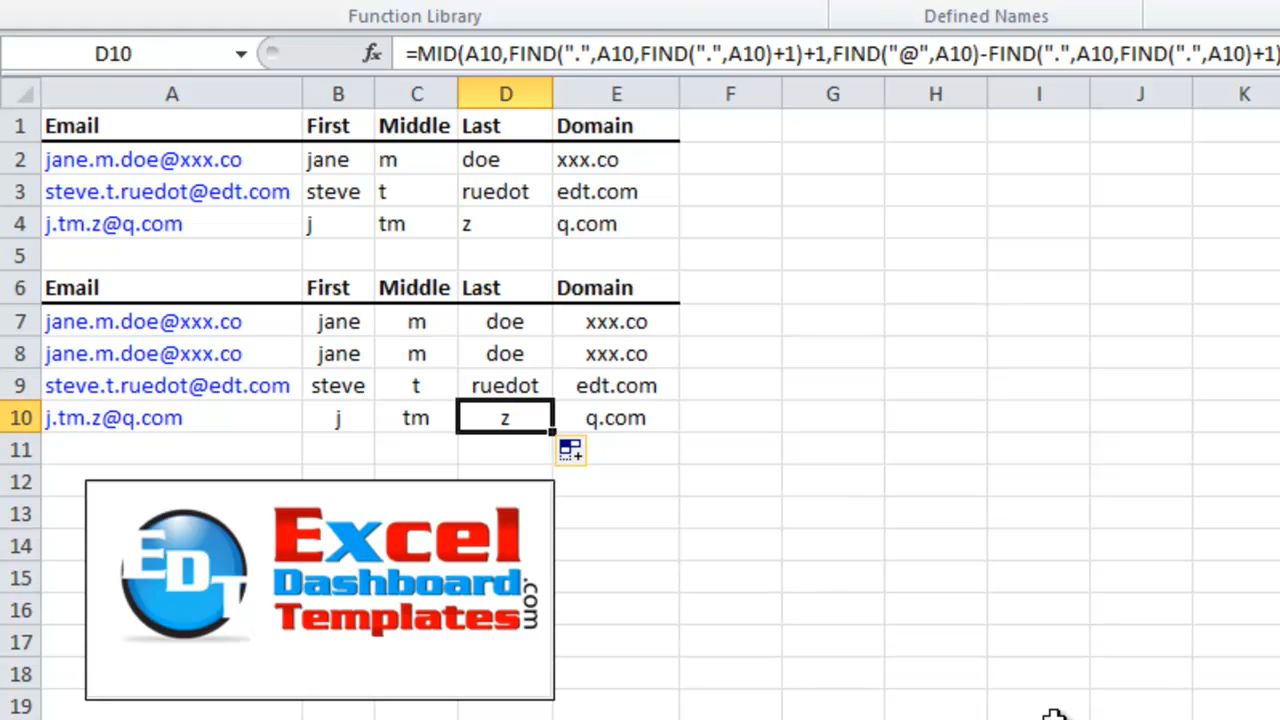 Function Library Defined Names
D10 fx =MID(A10,FIND(".",A10,FIND(".",A10)+1)+1,FIND("@",A10)-FIND(".",A10,FIND(".",A10)+1)
A B C D E F G H I J K
1 Email First Middle Last Domain
2 jane.m.doe@xxx.co jane m doe xxx.co
3 steve.t.ruedot@edt.com steve t ruedot edt.com
4 j.tm.z@q.com j tm z q.com
5
6 Email First Middle Last Domain
7 jane.m.doe@xxx.co jane m doe xxx.co
8 jane.m.doe@xxx.co jane m doe xxx.co
9 steve.t.ruedot@edt.com steve t ruedot edt.com
10 j.tm.z@q.com j tm z q.com
11
12
13
14
15
16
17
18
19
EDT
Excel
Dashboard
Templates
.com